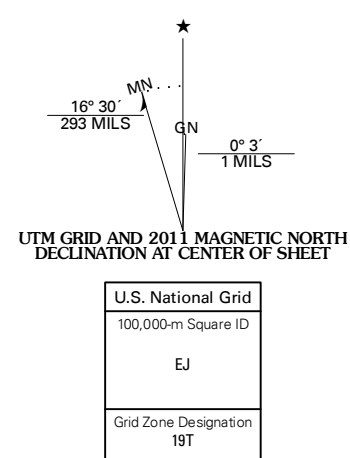 MN
16° 30´
293 MILS
GN
0° 3´
1 MILS
UTM GRID AND 2011 MAGNETIC NORTH
DECLINATION AT CENTER OF SHEET
U.S. National Grid
100,000-m Square ID
EJ
Grid Zone Designation
19T